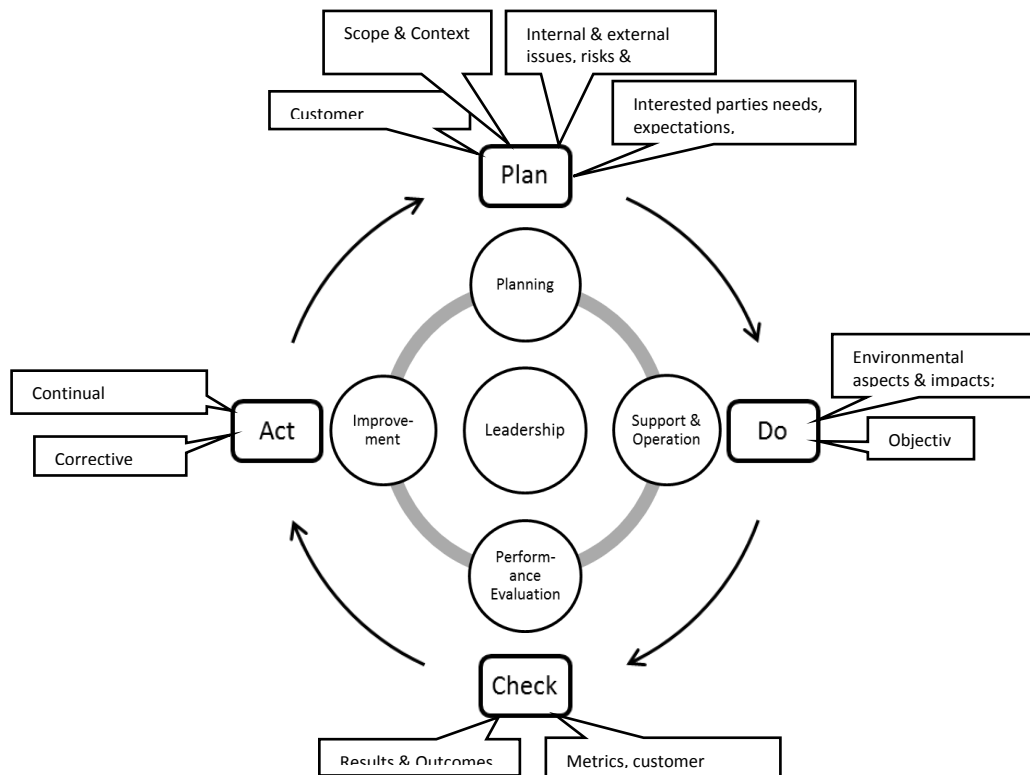 Scope & Context
Internal & external
issues, risks &
Customer
Interested parties needs,
expectations,
Plan
Planning
Environmental
aspects & impacts;
Continual
Act
Improve-
ment
Leadership
Support &
Operation
Do
Objectiv
Corrective
Perform-
ance
Evaluation
Check
Results & Outcomes
Metrics, customer